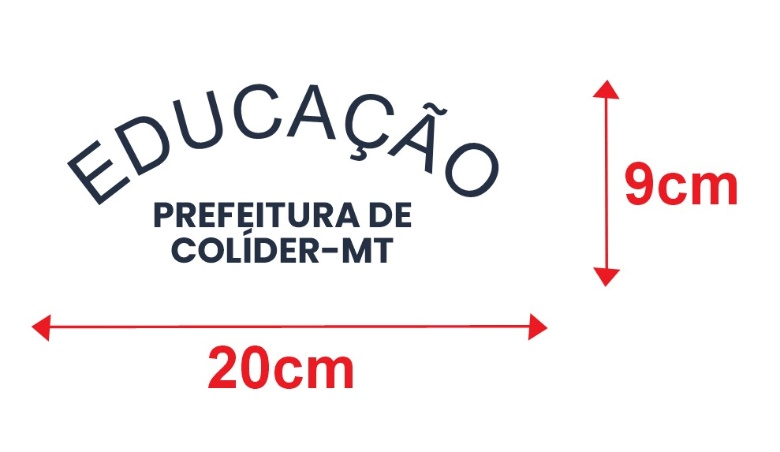 EDUCAÇÃO
PREFEITURA DE
COLÍDER-MT
9cm
20cm